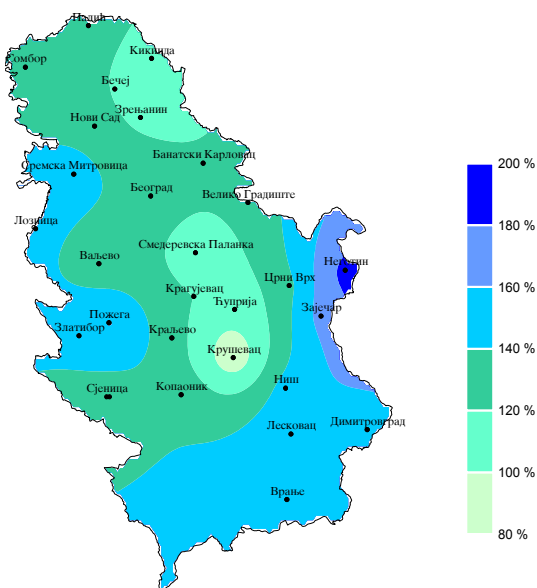 Палић
Кикинда
Сомбор
Бечеј
Зрењанин
Нови Сад
Банатски Карловац
Сремска Митровица
Београд
Велико Градиште
Лозница
Смедеревска Паланка
Ваљево
Неготин
Црни Врх
Крагујевац
Ћуприја
Зајечар
Пожега
Златибор
Краљево
Крушевац
Ниш
Копаоник
Сјеница
Димитровград
Лесковац
Врање
200 %
180 %
160 %
140 %
120 %
100 %
80 %